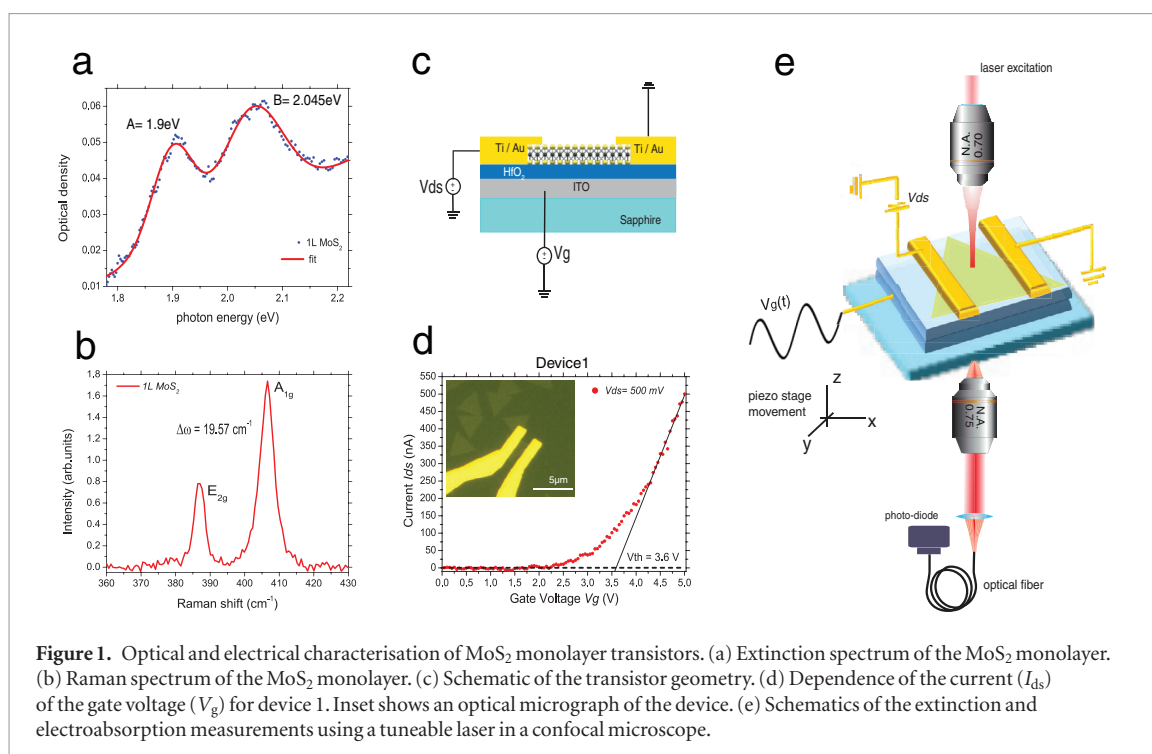 a
A= 1.9eV
B= 2.045eV
0,06
0,05
0,04
0,03
0,02
0,01
Optical density
1L MoS₂
fit
1.8 1.9 2.0 2.1 2.2
photon energy (eV)
b
1L MoS₂
A₁g
Δω = 19.57 cm⁻¹
E₂g
1.8
1.6
1.4
1.2
1.0
0.8
0.6
0.4
0.2
0.0
Intensity (arb.units)
360 370 380 390 400 410 420 430
Raman shift (cm⁻¹)
c
Ti / Au
Ti / Au
HfO₂
ITO
Sapphire
Vds
Vg
d
Device1
Vds= 500 mV
550
500
450
400
350
300
250
200
150
100
50
0
-50
Current Ids (nA)
5μm
Vth = 3.6 V
0,0 0,5 1,0 1,5 2,0 2,5 3,0 3,5 4,0 4,5 5,0
Gate Voltage Vg (V)
e
laser excitation
N.A.
0.70
Vds
Vg(t)
piezo stage
movement
z
x
y
N.A.
0.75
photo-diode
optical fiber
Figure 1. Optical and electrical characterisation of MoS₂ monolayer transistors. (a) Extinction spectrum of the MoS₂ monolayer.
(b) Raman spectrum of the MoS₂ monolayer. (c) Schematic of the transistor geometry. (d) Dependence of the current (Ids)
of the gate voltage (Vg) for device 1. Inset shows an optical micrograph of the device. (e) Schematics of the extinction and
electroabsorption measurements using a tuneable laser in a confocal microscope.